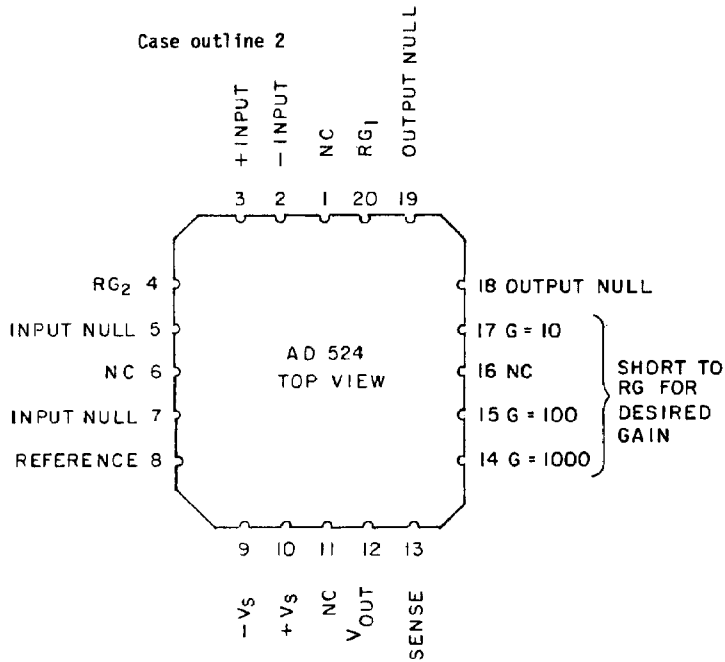 Case outline 2
+ INPUT
- INPUT
NC
RG1
OUTPUT NULL
3 2 1 20 19
RG2 4
INPUT NULL 5
NC 6
INPUT NULL 7
REFERENCE 8
AD 524
TOP VIEW
18 OUTPUT NULL
17 G = 10
16 NC
15 G = 100
14 G = 1000
SHORT TO
RG FOR
DESIRED
GAIN
9 10 11 12 13
-VS
+VS
NC
VOUT
SENSE